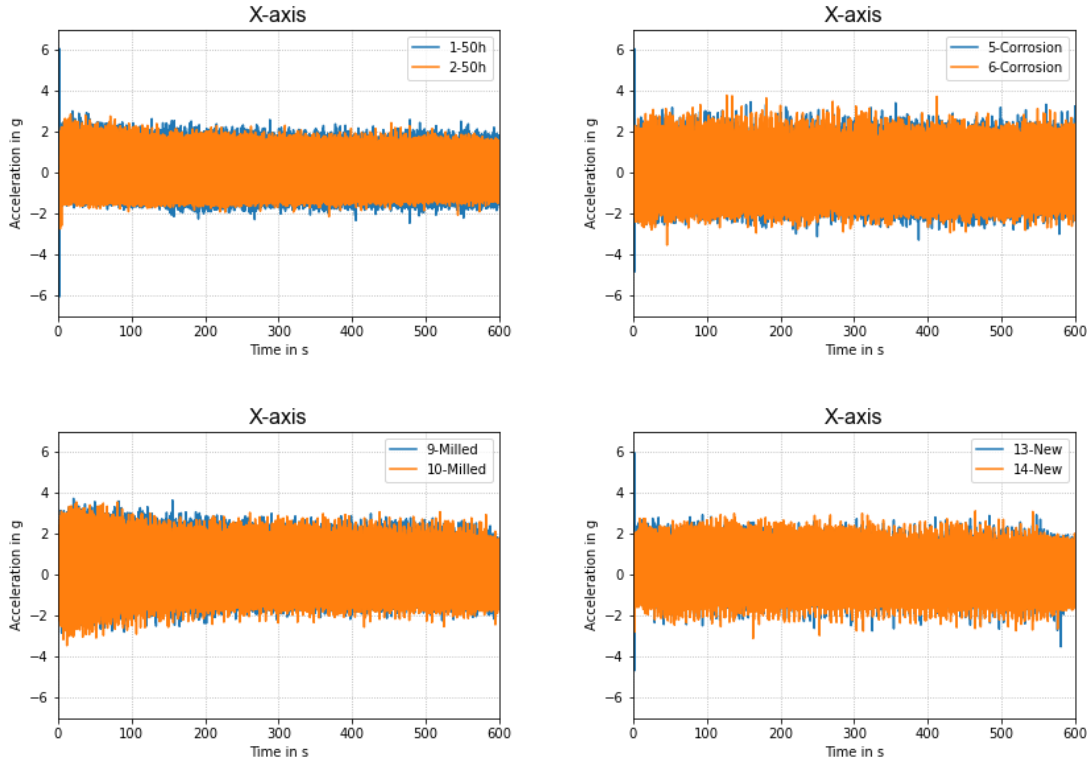 X-axis
1-50h
2-50h
Acceleration in g
6
4
2
0
−2
−4
−6
0 100 200 300 400 500 600
Time in s
X-axis
5-Corrosion
6-Corrosion
Acceleration in g
6
4
2
0
−2
−4
−6
0 100 200 300 400 500 600
Time in s
X-axis
9-Milled
10-Milled
Acceleration in g
6
4
2
0
−2
−4
−6
0 100 200 300 400 500 600
Time in s
X-axis
13-New
14-New
Acceleration in g
6
4
2
0
−2
−4
−6
0 100 200 300 400 500 600
Time in s